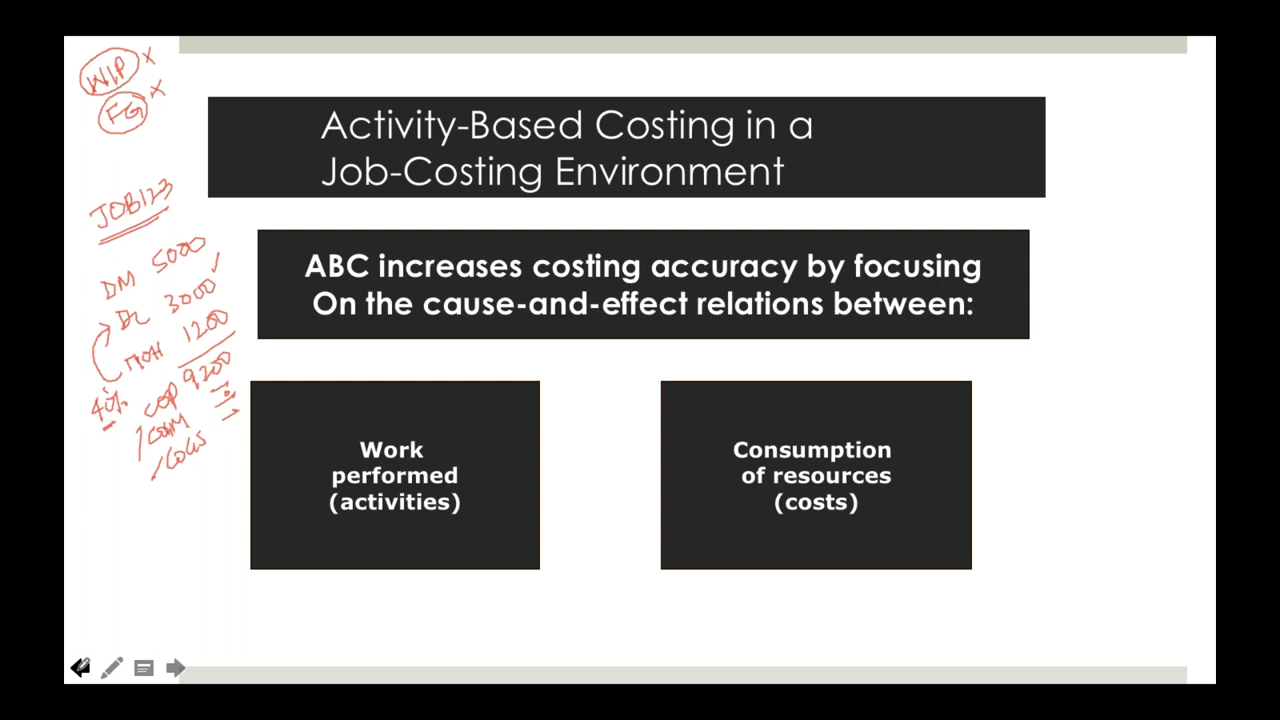 WIP x
FG x
Activity-Based Costing in a
Job-Costing Environment
JOB123
ABC increases costing accuracy by focusing
On the cause-and-effect relations between:
DM 5000
DL 3000 ✓
MOH 1200
40%
COP 9200
/COGM
/COGS
Work
performed
(activities)
Consumption
of resources
(costs)